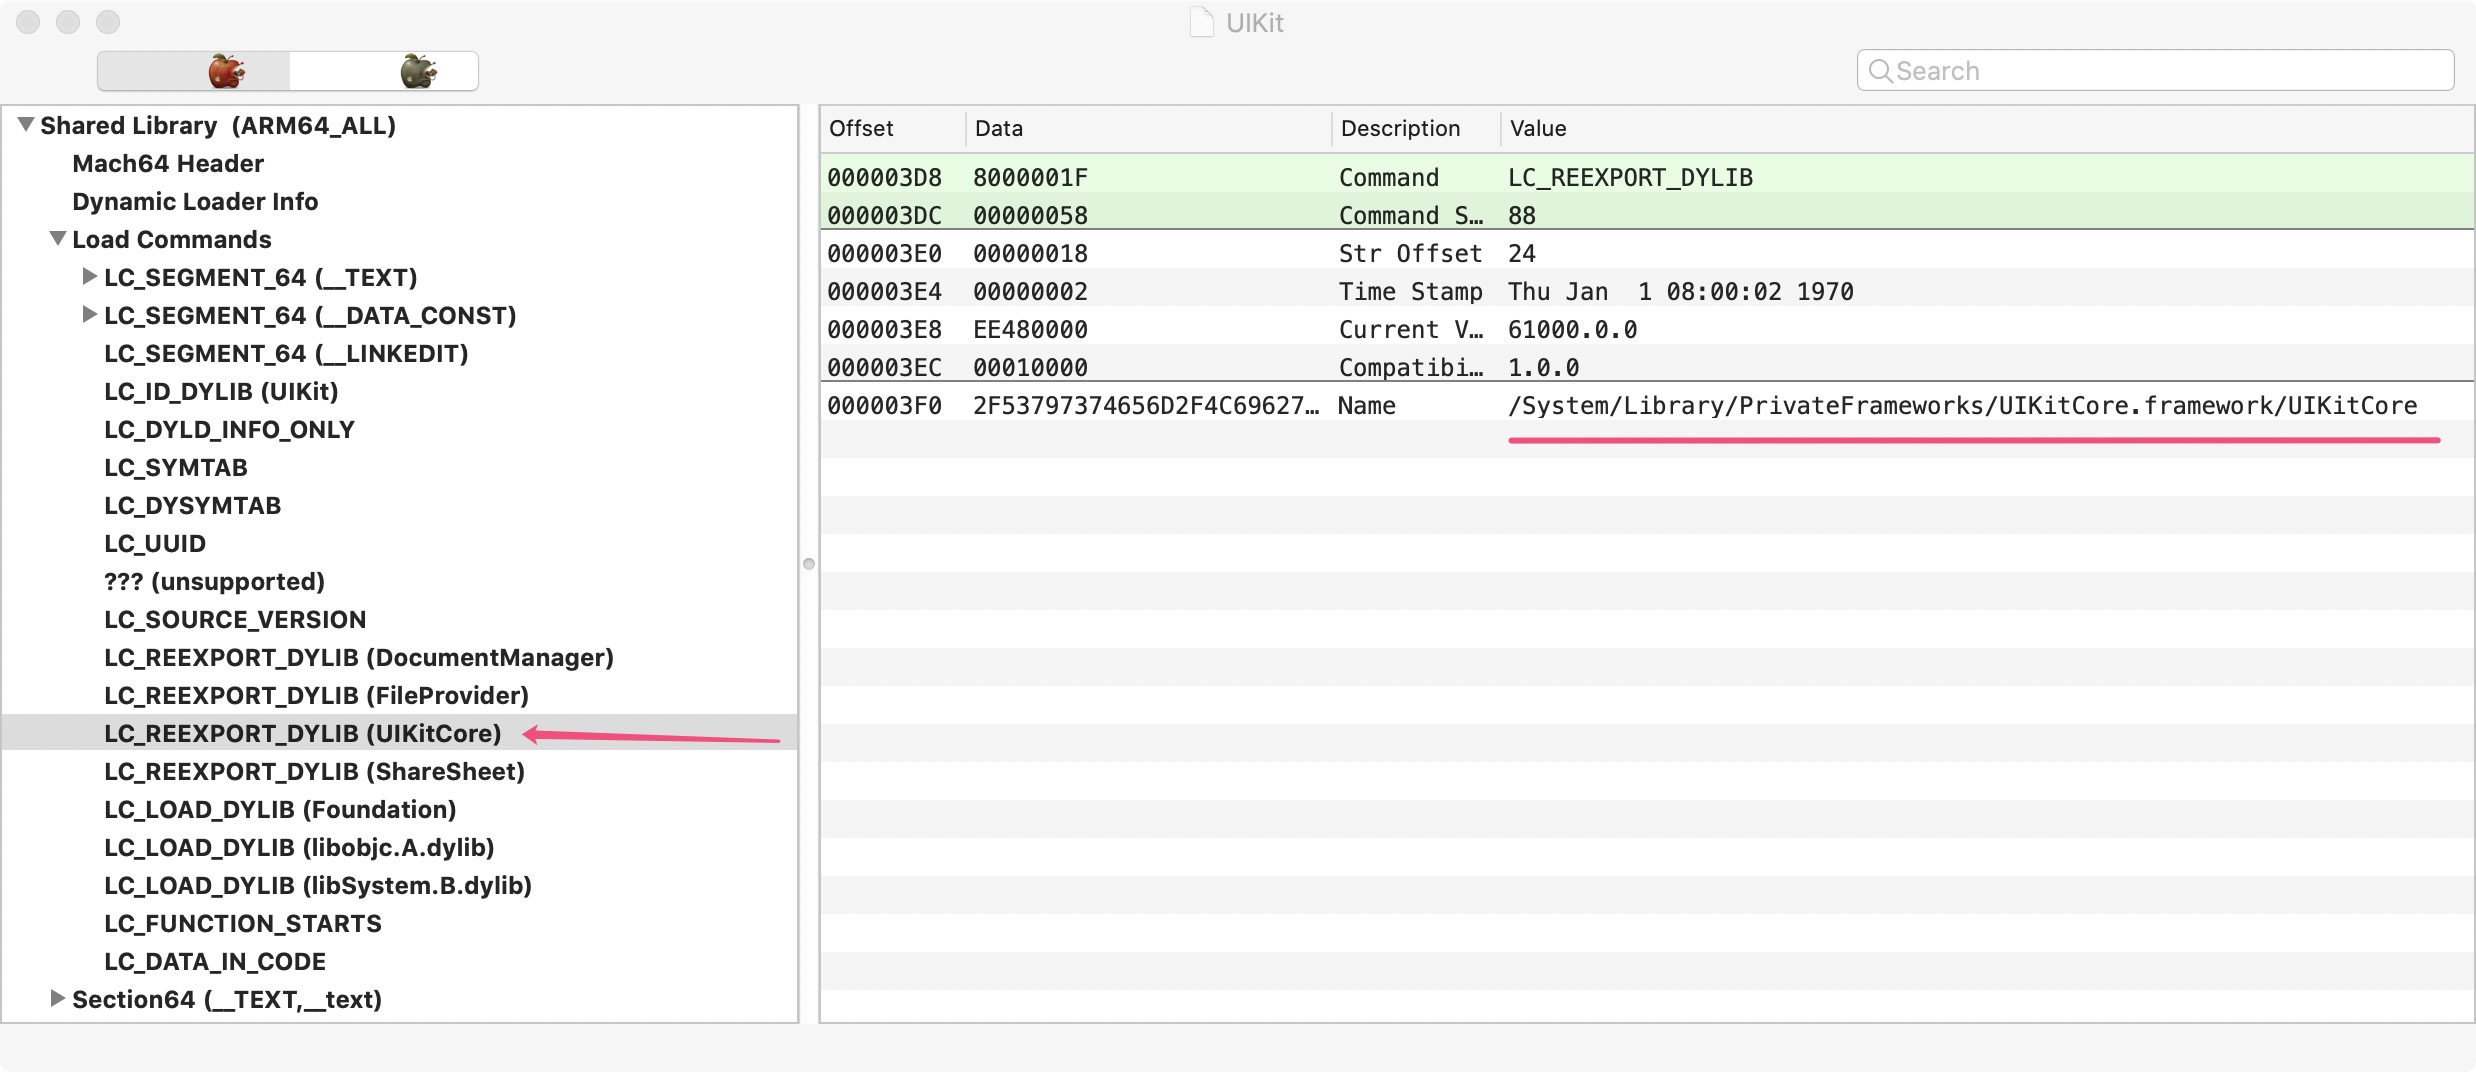 UIKit
Search
Shared Library (ARM64_ALL)
Mach64 Header
Dynamic Loader Info
Load Commands
LC_SEGMENT_64 (__TEXT)
LC_SEGMENT_64 (__DATA_CONST)
LC_SEGMENT_64 (__LINKEDIT)
LC_ID_DYLIB (UIKit)
LC_DYLD_INFO_ONLY
LC_SYMTAB
LC_DYSYMTAB
LC_UUID
??? (unsupported)
LC_SOURCE_VERSION
LC_REEXPORT_DYLIB (DocumentManager)
LC_REEXPORT_DYLIB (FileProvider)
LC_REEXPORT_DYLIB (UIKitCore)
LC_REEXPORT_DYLIB (ShareSheet)
LC_LOAD_DYLIB (Foundation)
LC_LOAD_DYLIB (libobjc.A.dylib)
LC_LOAD_DYLIB (libSystem.B.dylib)
LC_FUNCTION_STARTS
LC_DATA_IN_CODE
Section64 (__TEXT,__text)
Offset Data Description Value
000003D8 8000001F Command LC_REEXPORT_DYLIB
000003DC 00000058 Command S… 88
000003E0 00000018 Str Offset 24
000003E4 00000002 Time Stamp Thu Jan  1 08:00:02 1970
000003E8 EE480000 Current V… 61000.0.0
000003EC 00010000 Compatibi… 1.0.0
000003F0 2F53797374656D2F4C69627… Name /System/Library/PrivateFrameworks/UIKitCore.framework/UIKitCore